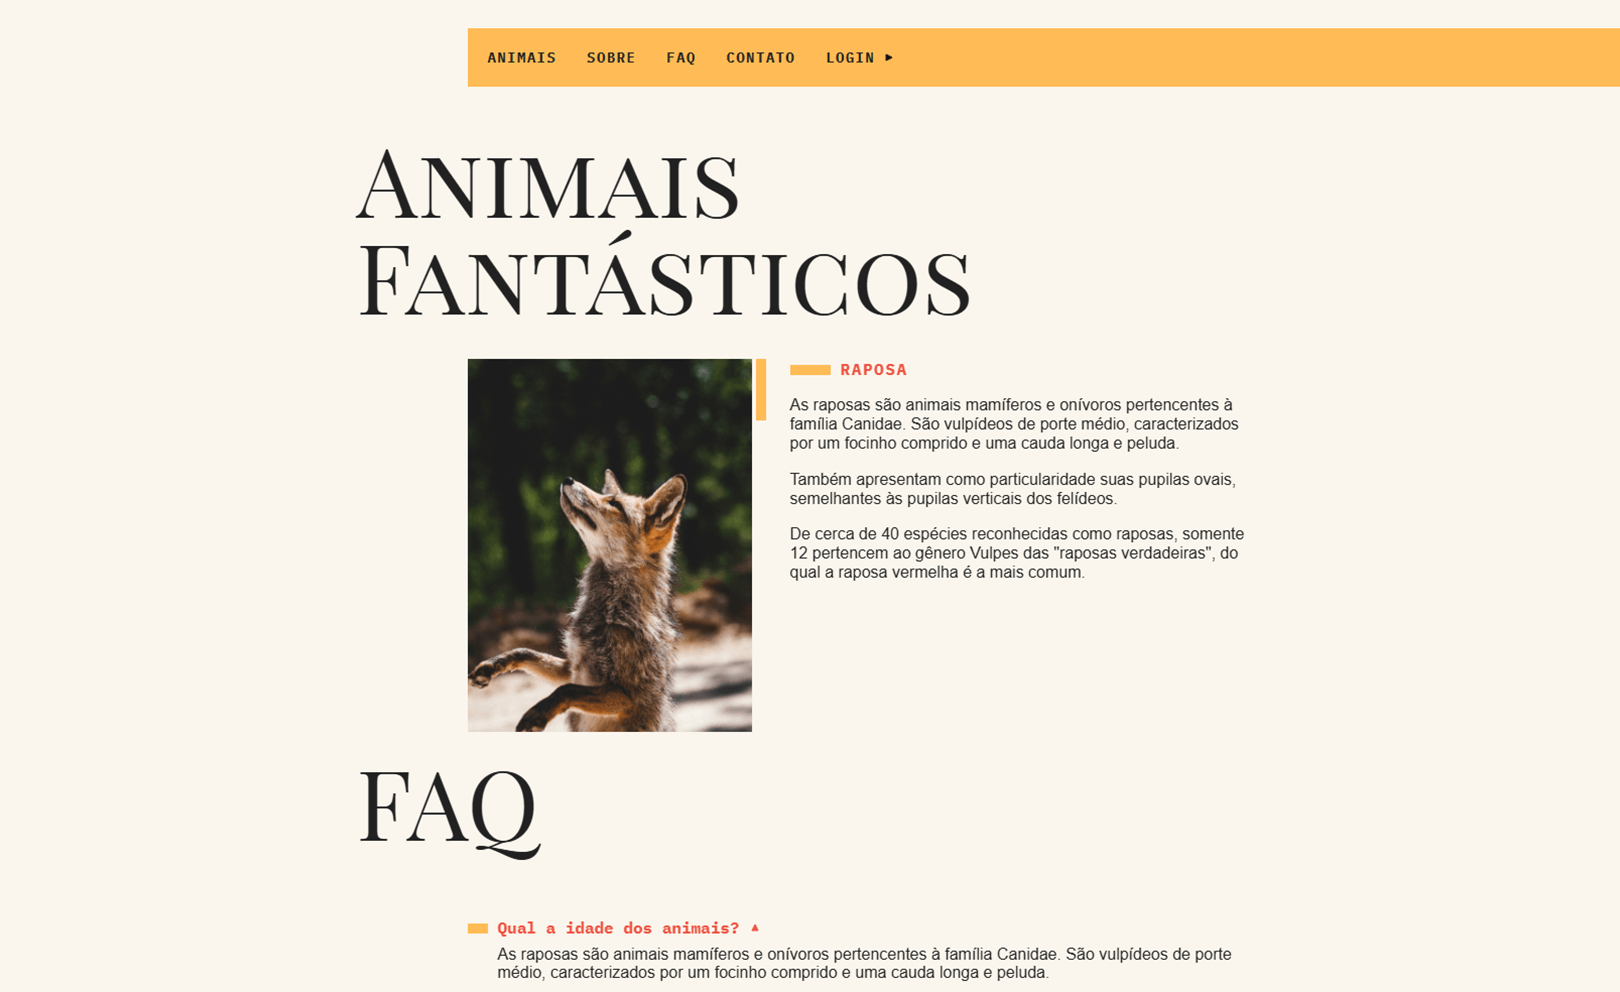 ANIMAIS SOBRE FAQ CONTATO LOGIN ▸
ANIMAIS
FANTÁSTICOS
RAPOSA
As raposas são animais mamíferos e onívoros pertencentes à
família Canidae. São vulpídeos de porte médio, caracterizados
por um focinho comprido e uma cauda longa e peluda.
Também apresentam como particularidade suas pupilas ovais,
semelhantes às pupilas verticais dos felídeos.
De cerca de 40 espécies reconhecidas como raposas, somente
12 pertencem ao gênero Vulpes das "raposas verdadeiras", do
qual a raposa vermelha é a mais comum.
FAQ
Qual a idade dos animais? ▴
As raposas são animais mamíferos e onívoros pertencentes à família Canidae. São vulpídeos de porte
médio, caracterizados por um focinho comprido e uma cauda longa e peluda.